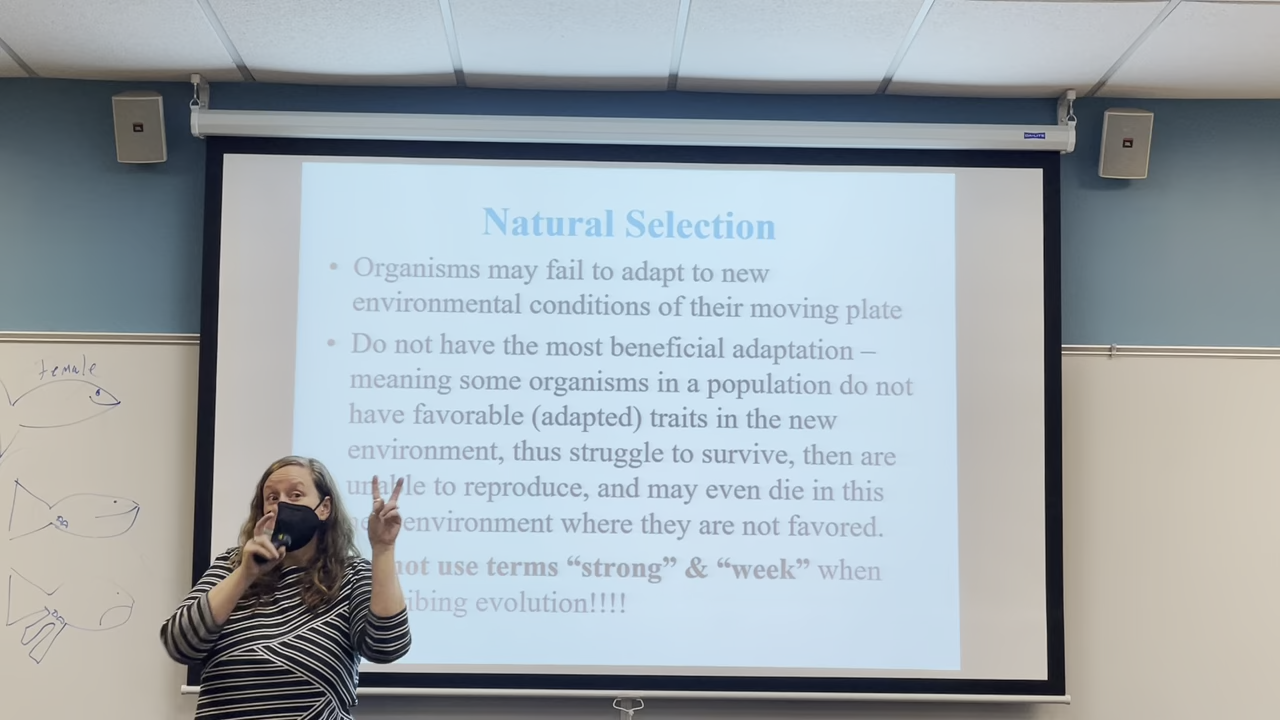 Natural Selection
• Organisms may fail to adapt to new
environmental conditions of their moving plate
• Do not have the most beneficial adaptation –
meaning some organisms in a population do not
have favorable (adapted) traits in the new
environment, thus struggle to survive, then are
to reproduce, and may even die in this
environment where they are not favored.
not use terms “strong” & “week” when
evolution!!!!
female